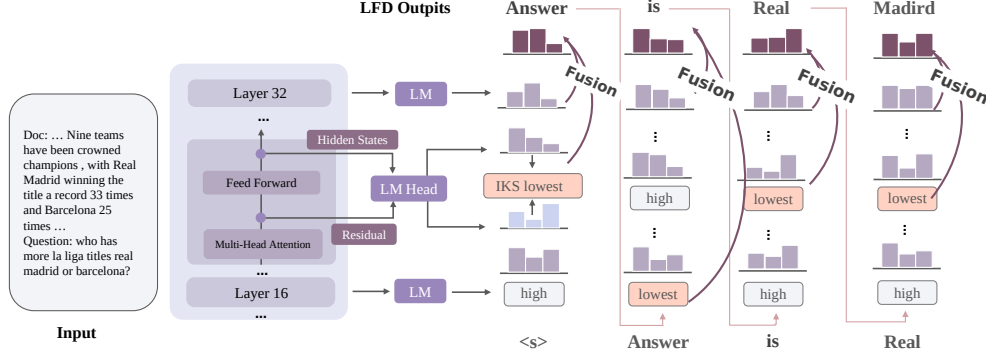 LFD Outpits
Answer
is
Real
Madird
Layer 32
LM
...
Fusion
Fusion
Fusion
Fusion
Doc: … Nine teams
have been crowned
champions , with Real
Madrid winning the
title a record 33 times
and Barcelona 25
times …
Question: who has
more la liga titles real
madrid or barcelona?
Hidden States
Feed Forward
LM Head
IKS lowest
...
high
...
lowest
...
lowest
Residual
Multi-Head Attention
...
...
...
...
Layer 16
LM
high
lowest
high
high
...
Input
<s>
Answer
is
Real